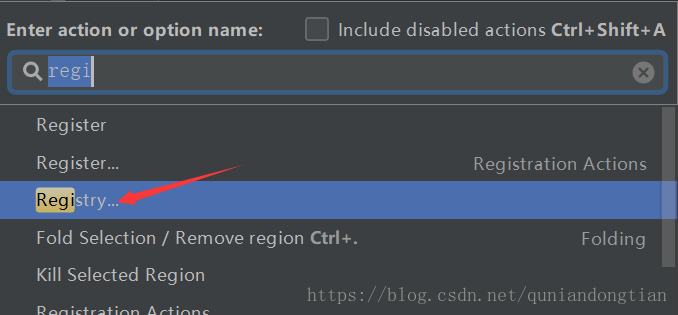 Enter action or option name: Include disabled actions Ctrl+Shift+A
regi
Register
Register... Registration Actions
Registry...
Fold Selection / Remove region Ctrl+. Folding
Kill Selected Region
Registration Actions
https://blog.csdn.net/quniandongtian